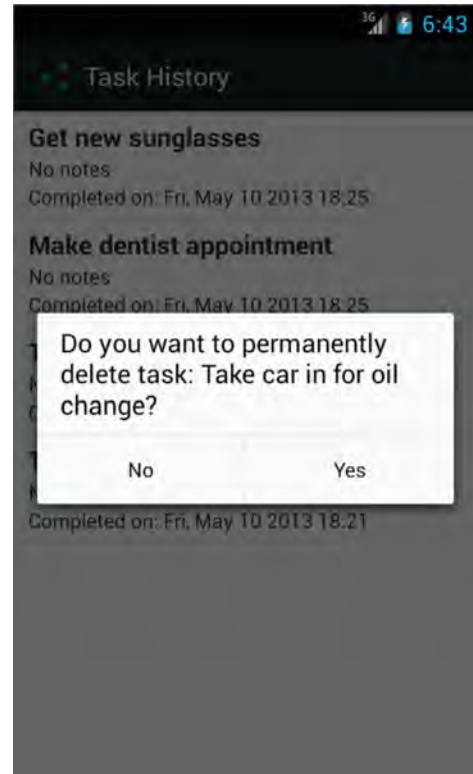 3G 6:43
Task History
Get new sunglasses
No notes
Completed on: Fri, May 10 2013 18:25
Make dentist appointment
No notes
Completed on: Fri, May 10 2013 18:25
Do you want to permanently
delete task: Take car in for oil
change?
No Yes
Completed on: Fri, May 10 2013 18:21